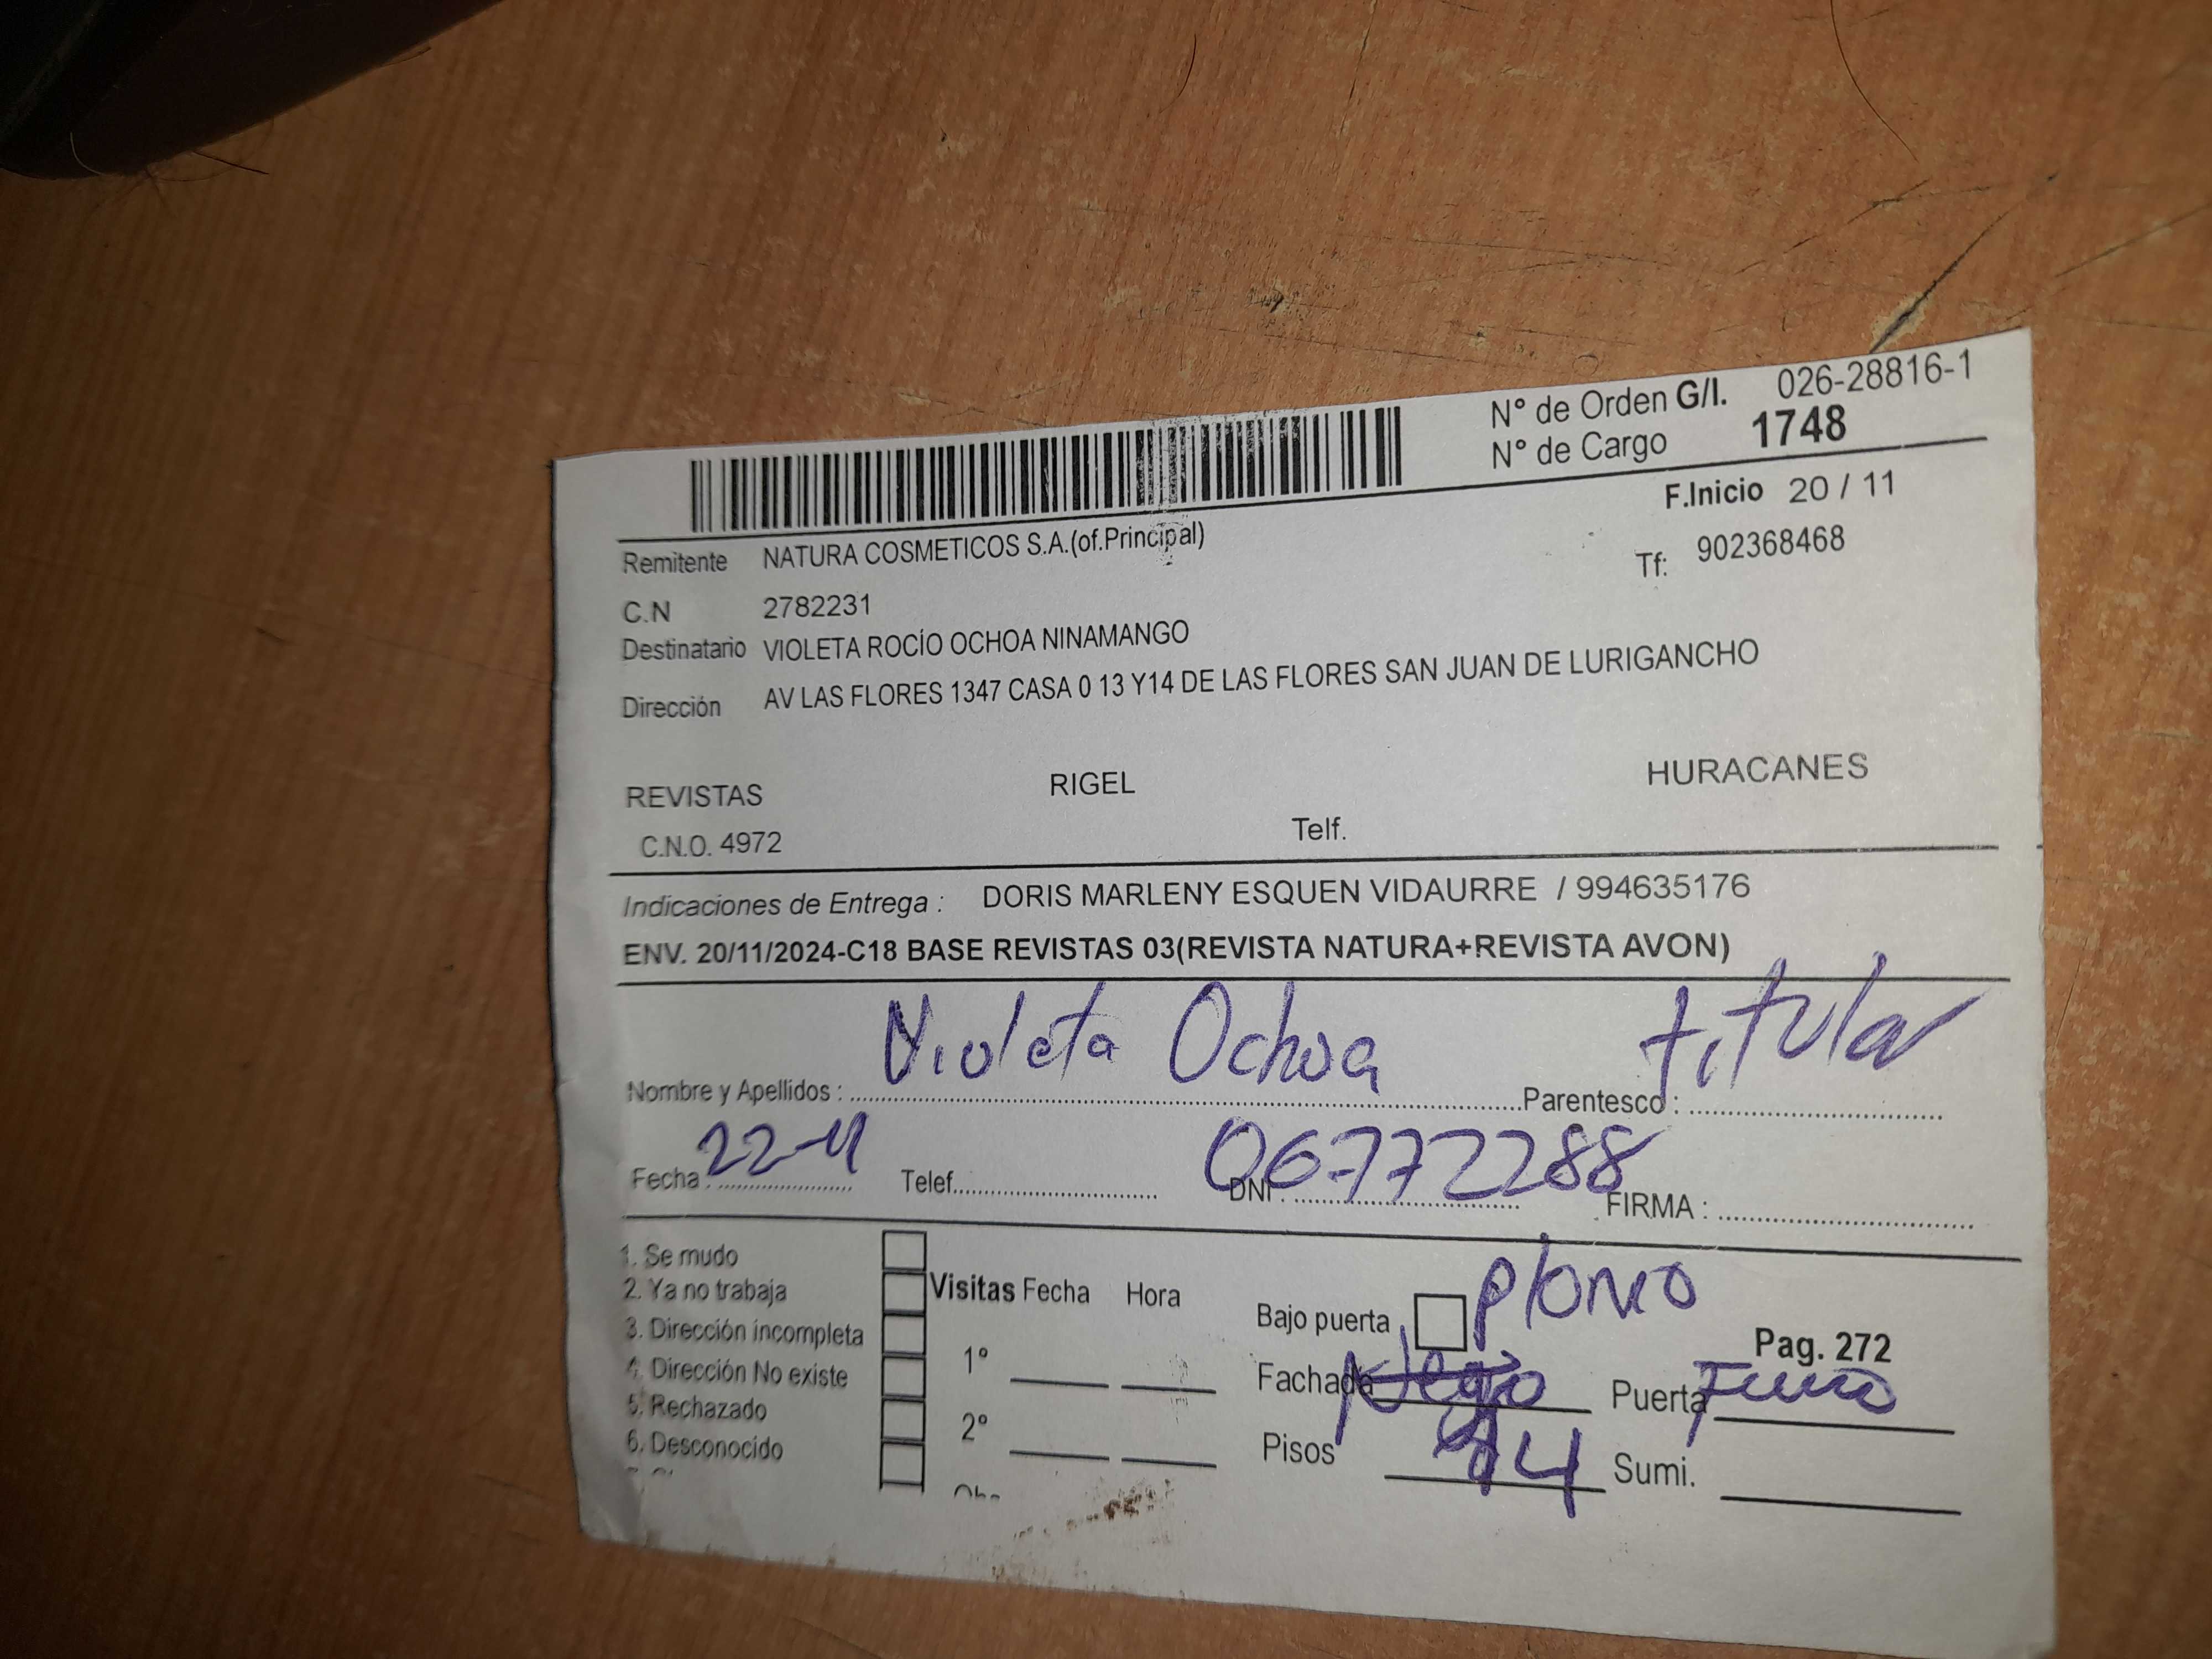 N° de Orden G/I. 026-28816-1
N° de Cargo 1748
F.Inicio 20 / 11
Remitente NATURA COSMETICOS S.A.(of.Principal)
Tf: 902368468
C.N 2782231
Destinatario VIOLETA ROCÍO OCHOA NINAMANGO
Dirección AV LAS FLORES 1347 CASA 0 13 Y14 DE LAS FLORES SAN JUAN DE LURIGANCHO
REVISTAS RIGEL HURACANES
C.N.O. 4972 Telf.
Indicaciones de Entrega : DORIS MARLENY ESQUEN VIDAURRE / 994635176
ENV. 20/11/2024-C18 BASE REVISTAS 03(REVISTA NATURA+REVISTA AVON)
Nombre y Apellidos : Violeta Ochoa Parentesco : titular
Fecha : 22-11 Telef. DNI : 06772288 FIRMA :
1. Se mudo
2. Ya no trabaja Visitas Fecha Hora Bajo puerta plomo
3. Dirección incompleta Pag. 272
4. Dirección No existe 1° Fachada Puerta
5. Rechazado
6. Desconocido 2° Pisos 4 Sumi.